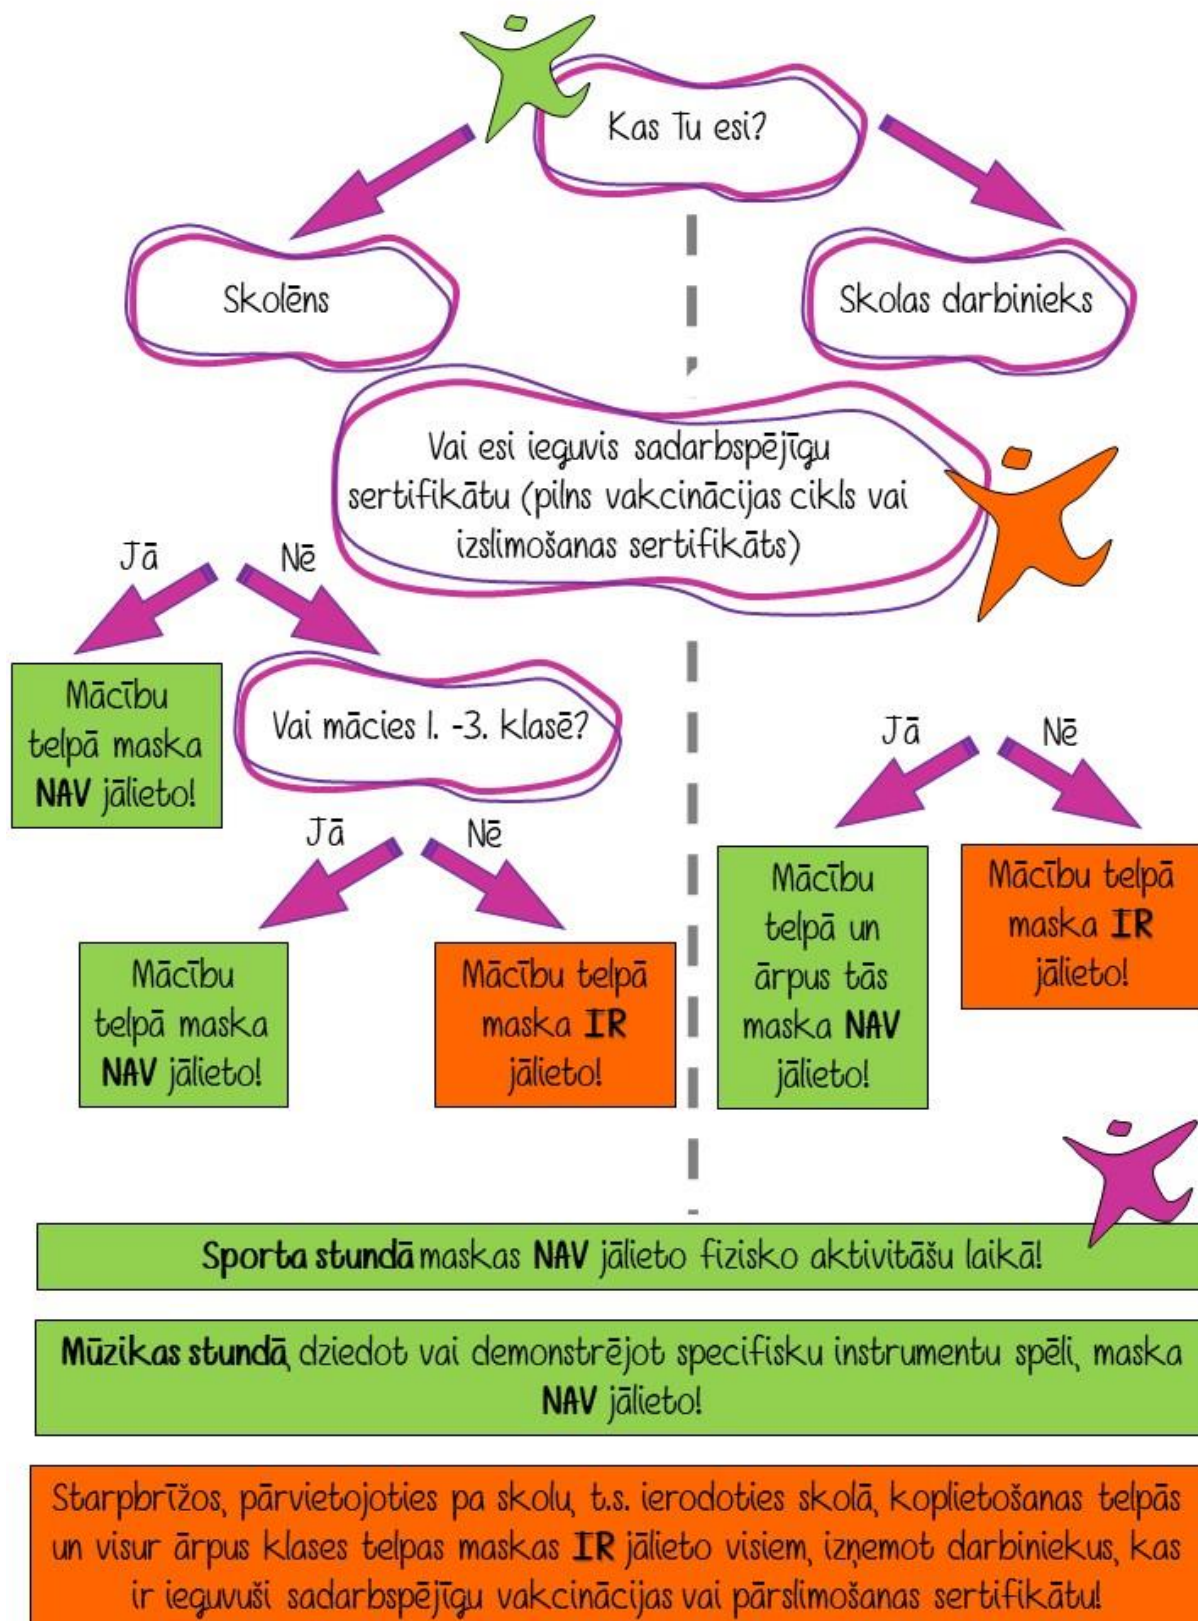 Kas Tu esi?
Skolēns
Skolas darbinieks
Vai esi ieguvis sadarbspējīgu
sertifikātu (pilns vakcinācijas cikls vai
izslimošanas sertifikāts)
Jā
Nē
Mācību
telpā maska
NAV jālieto!
Vai mācies 1. -3. klasē?
Jā
Nē
Mācību
telpā maska
NAV jālieto!
Mācību telpā
maska IR
jālieto!
Jā
Nē
Mācību
telpā un
ārpus tās
maska NAV
jālieto!
Mācību telpā
maska IR
jālieto!
Sporta stundā maskas NAV jālieto fizisko aktivitāšu laikā!
Mūzikas stundā, dziedot vai demonstrējot specifisku instrumentu spēli, maska
NAV jālieto!
Starpbrīžos, pārvietojoties pa skolu, t.s. ierodoties skolā, koplietošanas telpās
un visur ārpus klases telpas maskas IR jālieto visiem, izņemot darbiniekus, kas
ir ieguvuši sadarbspējīgu vakcinācijas vai pārslimošanas sertifikātu!